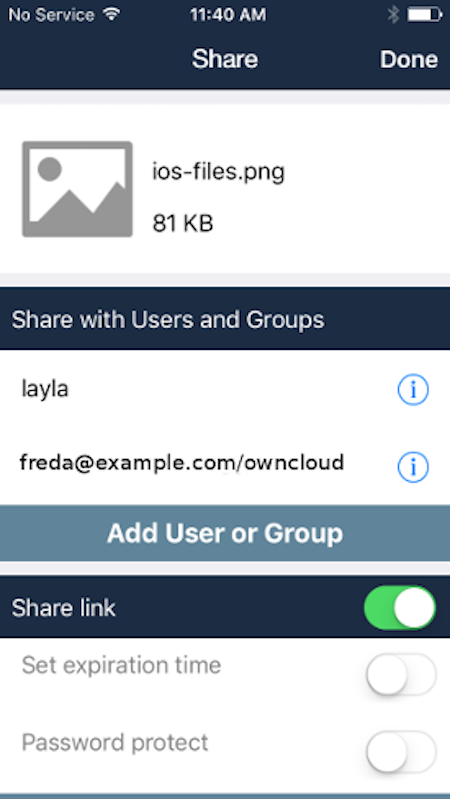 No Service 11:40 AM
Share Done
ios-files.png
81 KB
Share with Users and Groups
layla i
freda@example.com/owncloud i
Add User or Group
Share link
Set expiration time
Password protect